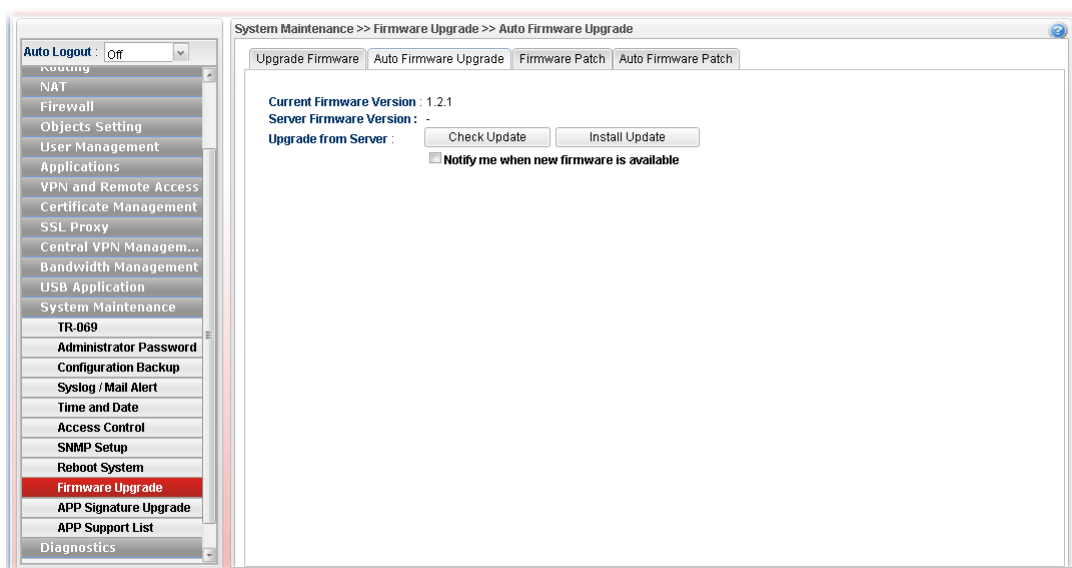 System Maintenance >> Firmware Upgrade >> Auto Firmware Upgrade
Auto Logout : Off
Routing
NAT
Firewall
Objects Setting
User Management
Applications
VPN and Remote Access
Certificate Management
SSL Proxy
Central VPN Managem...
Bandwidth Management
USB Application
System Maintenance
TR-069
Administrator Password
Configuration Backup
Syslog / Mail Alert
Time and Date
Access Control
SNMP Setup
Reboot System
Firmware Upgrade
APP Signature Upgrade
APP Support List
Diagnostics
Upgrade Firmware Auto Firmware Upgrade Firmware Patch Auto Firmware Patch
Current Firmware Version : 1.2.1
Server Firmware Version : -
Upgrade from Server : Check Update Install Update
Notify me when new firmware is available